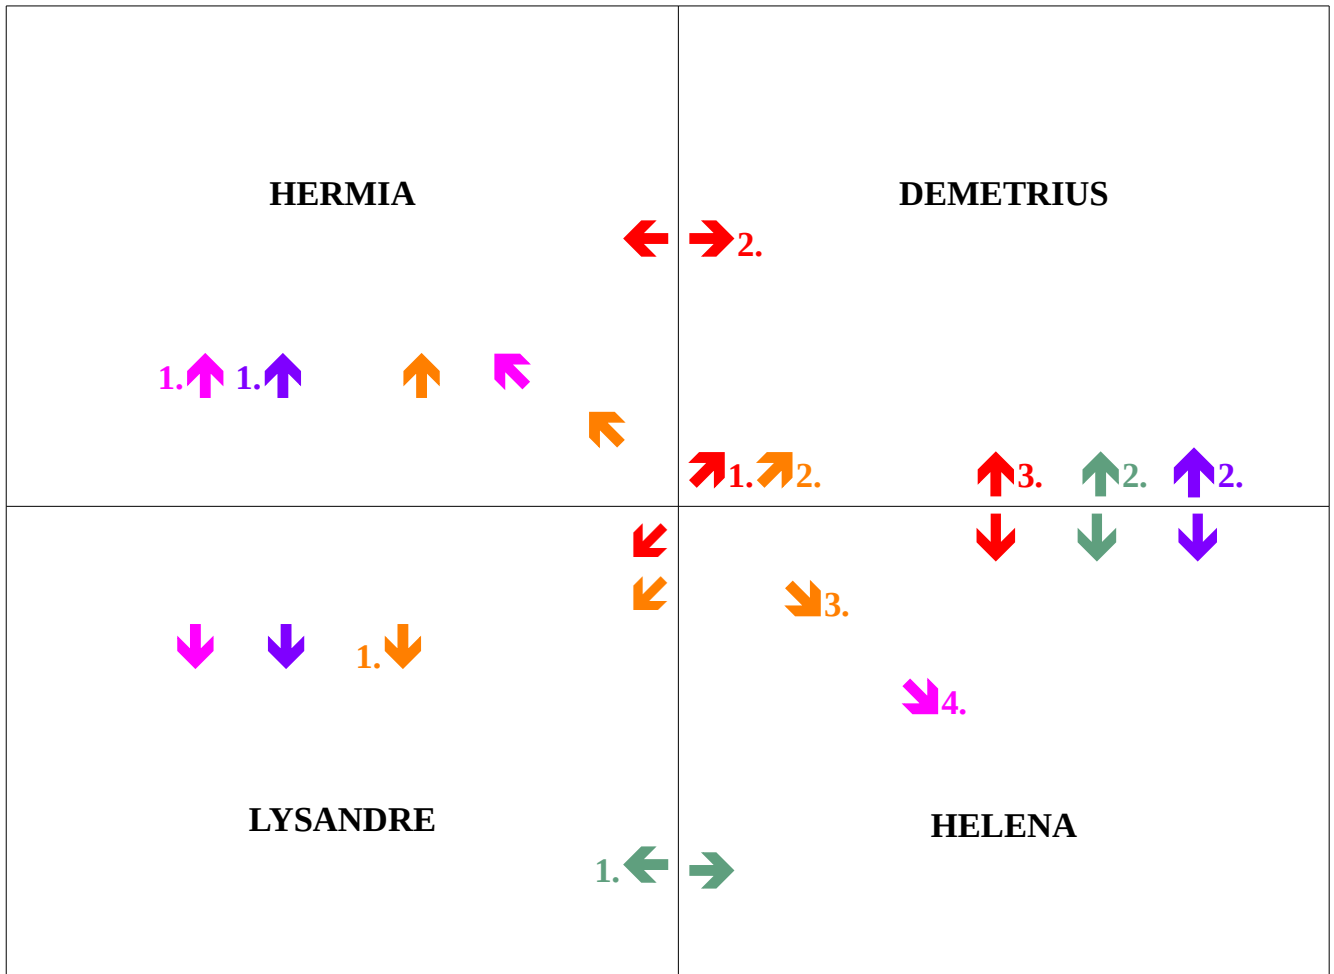 HERMIA
DEMETRIUS
2.
1. 1.
1. 2. 3. 2. 2.
3.
1.
4.
LYSANDRE
HELENA
1.